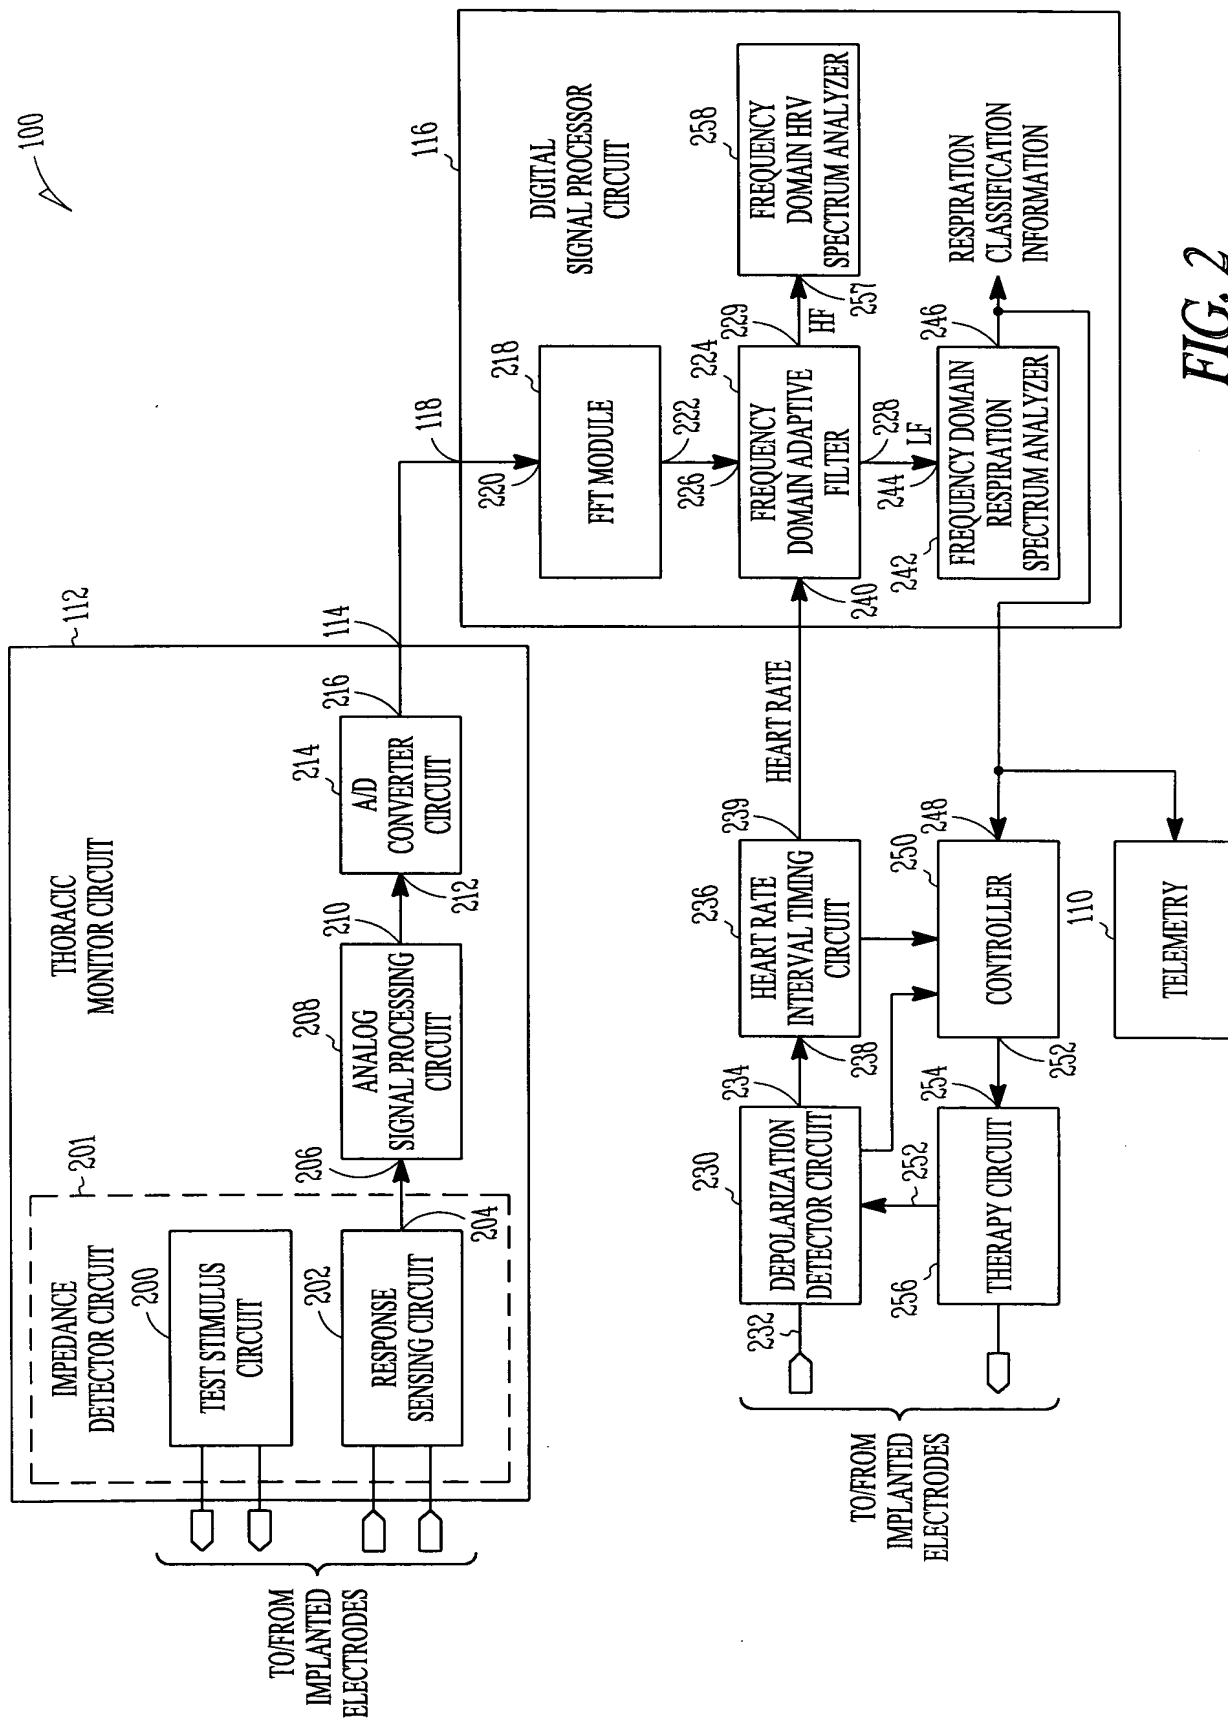 100
112
THORACIC
MONITOR CIRCUIT
201
IMPEDANCE
DETECTOR CIRCUIT
200
TEST STIMULUS
CIRCUIT
202
RESPONSE
SENSING CIRCUIT
204
206
208
ANALOG
SIGNAL PROCESSING
CIRCUIT
210
212
214
A/D
CONVERTER
CIRCUIT
216
114
TO/FROM
IMPLANTED
ELECTRODES
116
DIGITAL
SIGNAL PROCESSOR
CIRCUIT
118
220
218
FFT MODULE
222
226
224
FREQUENCY
DOMAIN ADAPTIVE
FILTER
229
HF
257
258
FREQUENCY
DOMAIN HRV
SPECTRUM ANALYZER
240
228
LF
244
242
FREQUENCY DOMAIN
RESPIRATION
SPECTRUM ANALYZER
246
RESPIRATION
CLASSIFICATION
INFORMATION
HEART RATE
239
236
HEART RATE
INTERVAL TIMING
CIRCUIT
238
234
230
DEPOLARIZATION
DETECTOR CIRCUIT
232
248
250
CONTROLLER
252
254
252
THERAPY CIRCUIT
256
110
TELEMETRY
TO/FROM
IMPLANTED
ELECTRODES
FIG. 2